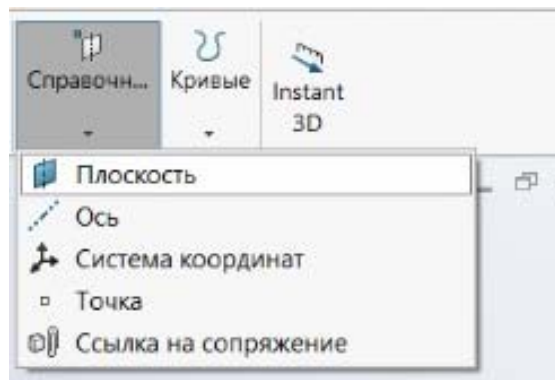 Справочн...
Кривые
Instant
3D
Плоскость
Ось
Система координат
Точка
Ссылка на сопряжение